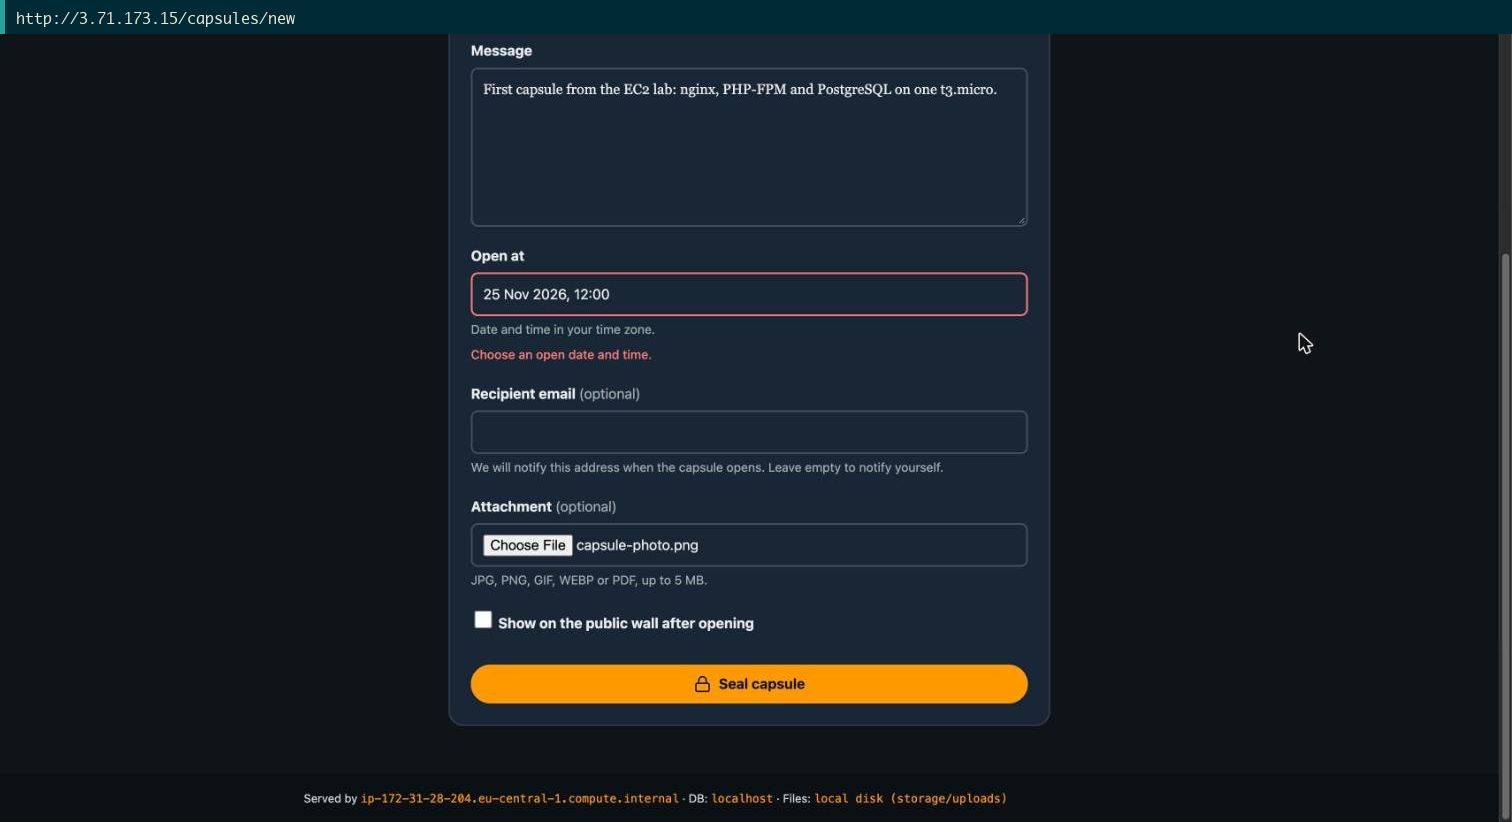 http://3.71.173.15/capsules/new
Message
First capsule from the EC2 lab: nginx, PHP-FPM and PostgreSQL on one t3.micro.
Open at
25 Nov 2026, 12:00
Date and time in your time zone.
Choose an open date and time.
Recipient email (optional)
We will notify this address when the capsule opens. Leave empty to notify yourself.
Attachment (optional)
Choose File capsule-photo.png
JPG, PNG, GIF, WEBP or PDF, up to 5 MB.
Show on the public wall after opening
Seal capsule
Served by ip-172-31-28-204.eu-central-1.compute.internal · DB: localhost · Files: local disk (storage/uploads)